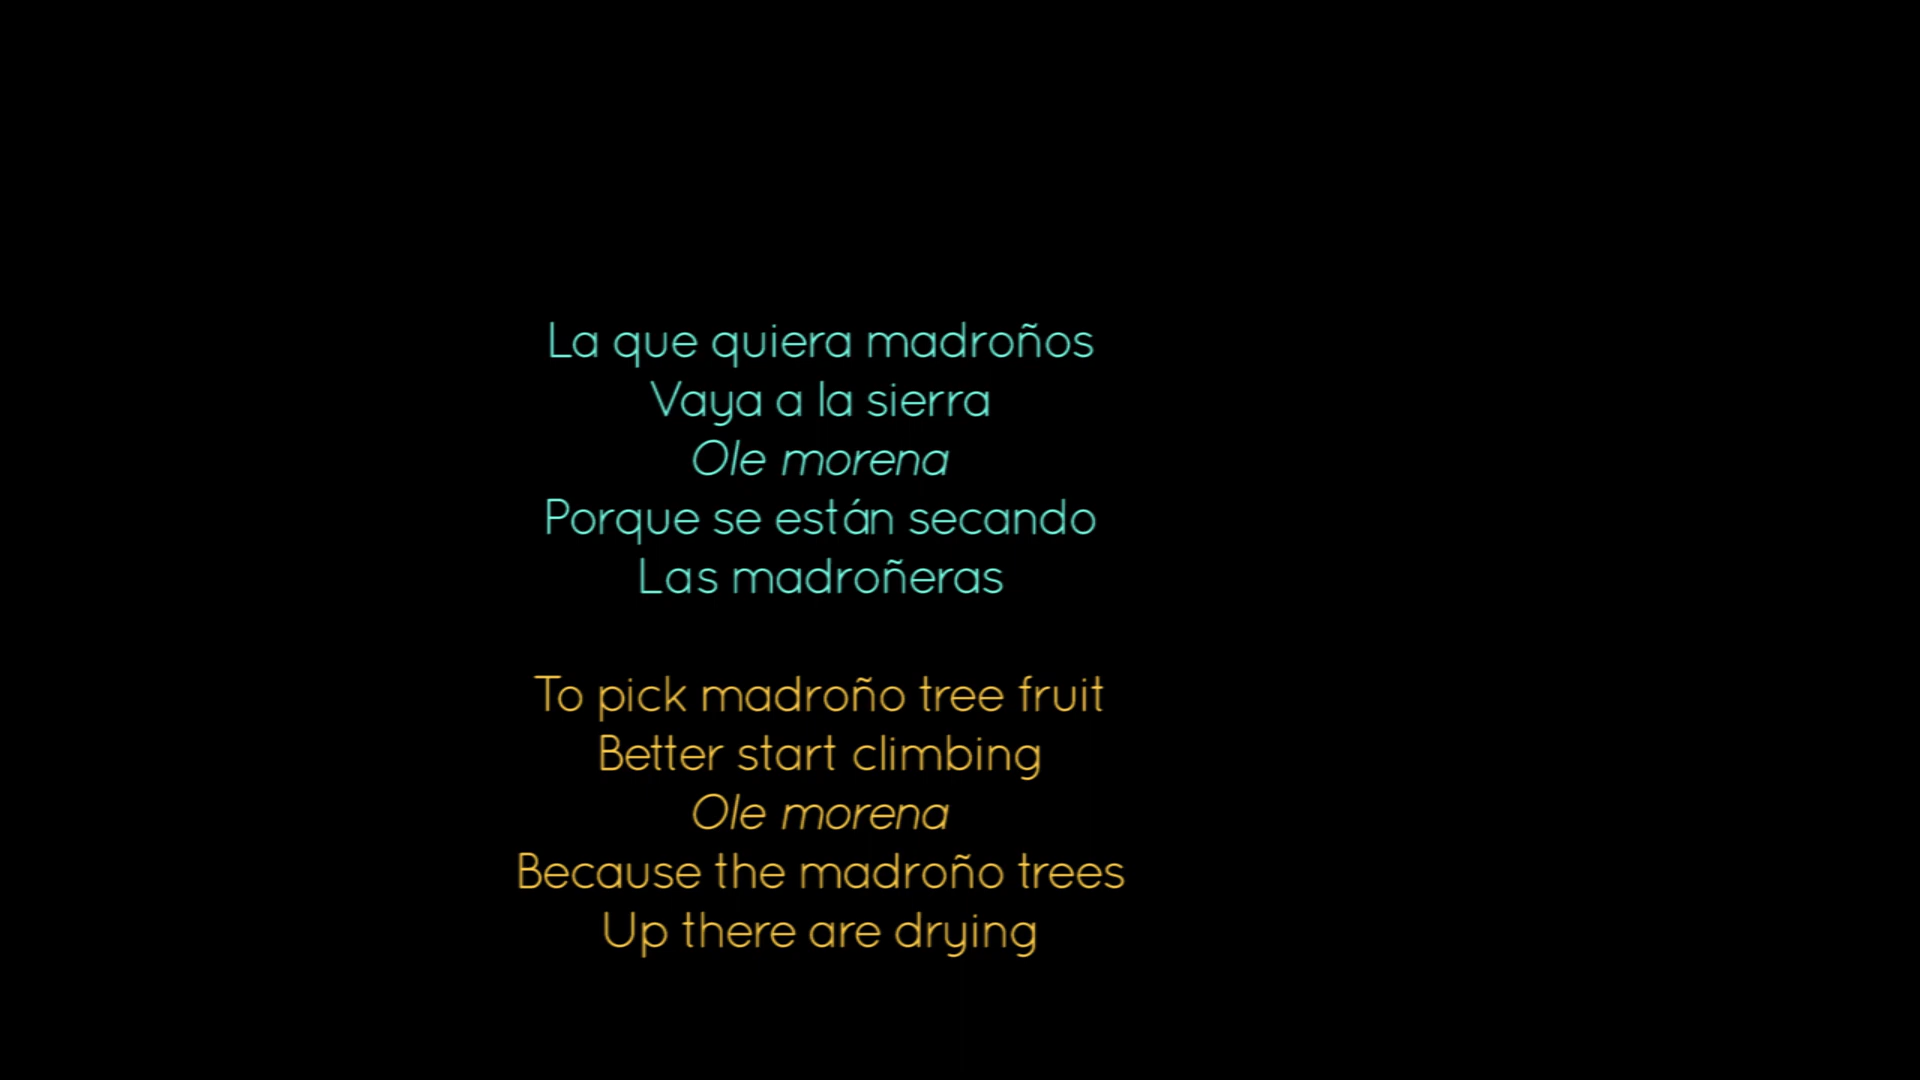 La que quiera madroños
Vaya a la sierra
Ole morena
Porque se están secando
Las madroñeras
To pick madroño tree fruit
Better start climbing
Ole morena
Because the madroño trees
Up there are drying